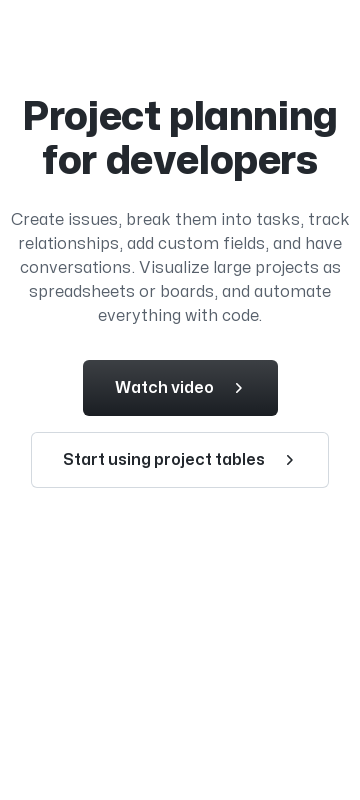 Project planning
for developers
Create issues, break them into tasks, track
relationships, add custom fields, and have
conversations. Visualize large projects as
spreadsheets or boards, and automate
everything with code.
Watch video
Start using project tables